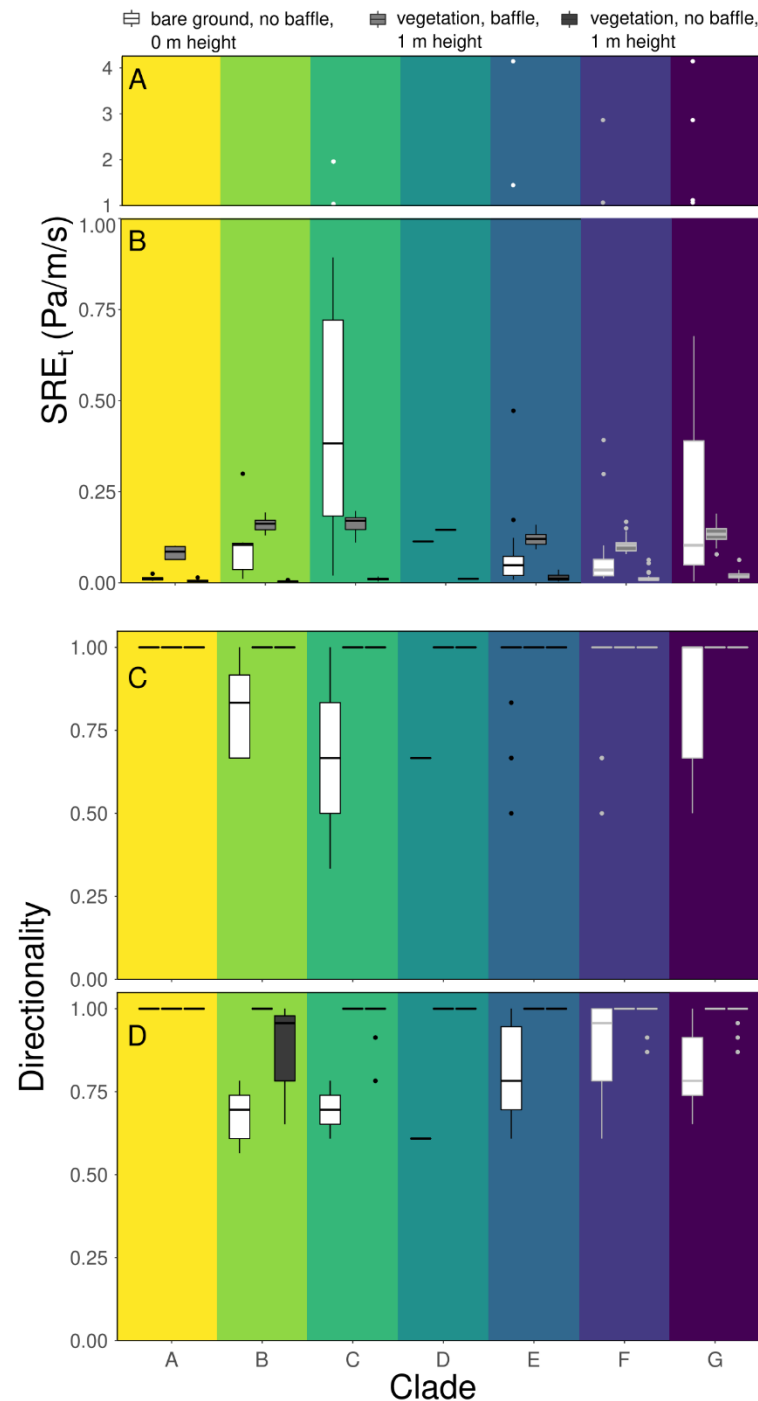 bare ground, no baffle, vegetation, baffle, vegetation, no baffle,
0 m height 1 m height 1 m height
A
4
3
2
1
B
1.00
0.75
0.50
0.25
0.00
SREt (Pa/m/s)
C
1.00
0.75
0.50
0.25
0.00
D
1.00
0.75
0.50
0.25
0.00
Directionality
A B C D E F G
Clade